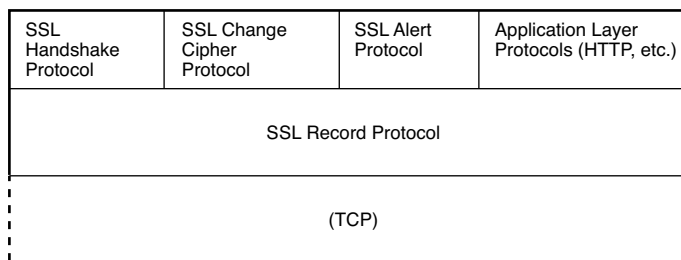 SSL
Handshake
Protocol
SSL Change
Cipher
Protocol
SSL Alert
Protocol
Application Layer
Protocols (HTTP, etc.)
SSL Record Protocol
(TCP)